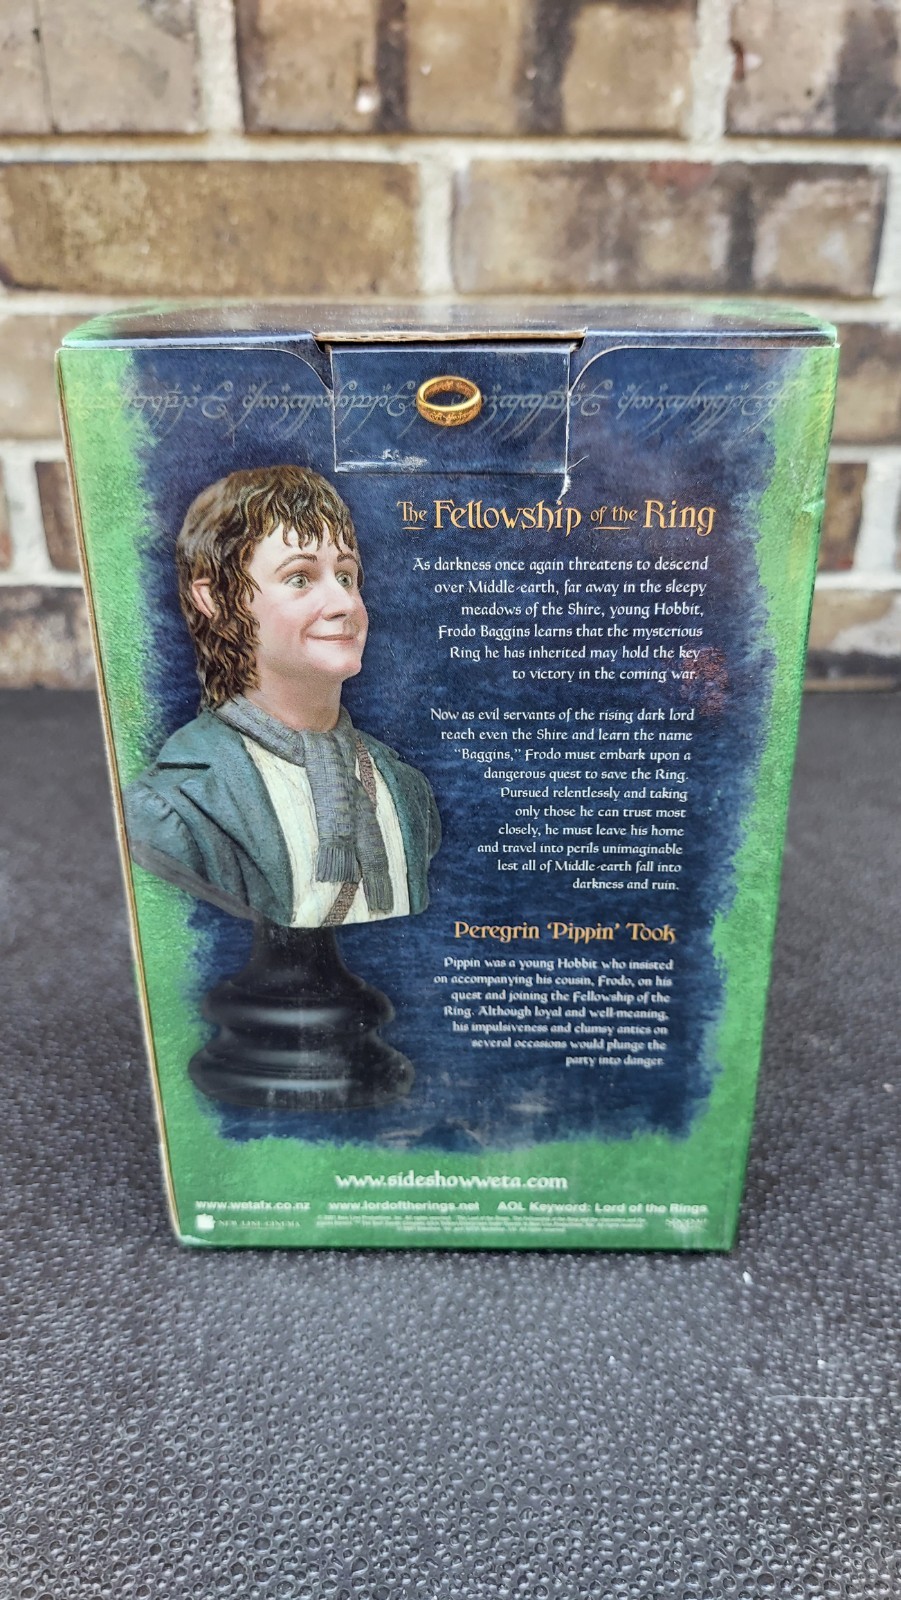 The Fellowship of the Ring
As darkness once again threatens to descend
over Middle-earth, far away in the sleepy
meadows of the Shire, young Hobbit,
Frodo Baggins learns that the mysterious
Ring he has inherited may hold the key
to victory in the coming war.
Now as evil servants of the rising dark lord
reach even the Shire and learn the name
"Baggins," Frodo must embark upon a
dangerous quest to save the Ring.
Pursued relentlessly and taking
only those he can trust most
closely, he must leave his home
and travel into perils unimaginable
lest all of Middle-earth fall into
darkness and ruin.
Peregrin 'Pippin' Took
Pippin was a young Hobbit who insisted
on accompanying his cousin, Frodo, on his
quest and joining the Fellowship of the
Ring. Although loyal and well-meaning,
his impulsiveness and clumsy antics on
several occasions would plunge the
party into danger.
www.sideshowweta.com
www.wetafx.co.nz www.lordoftherings.net AOL Keyword: Lord of the Rings
NEW LINE CINEMA